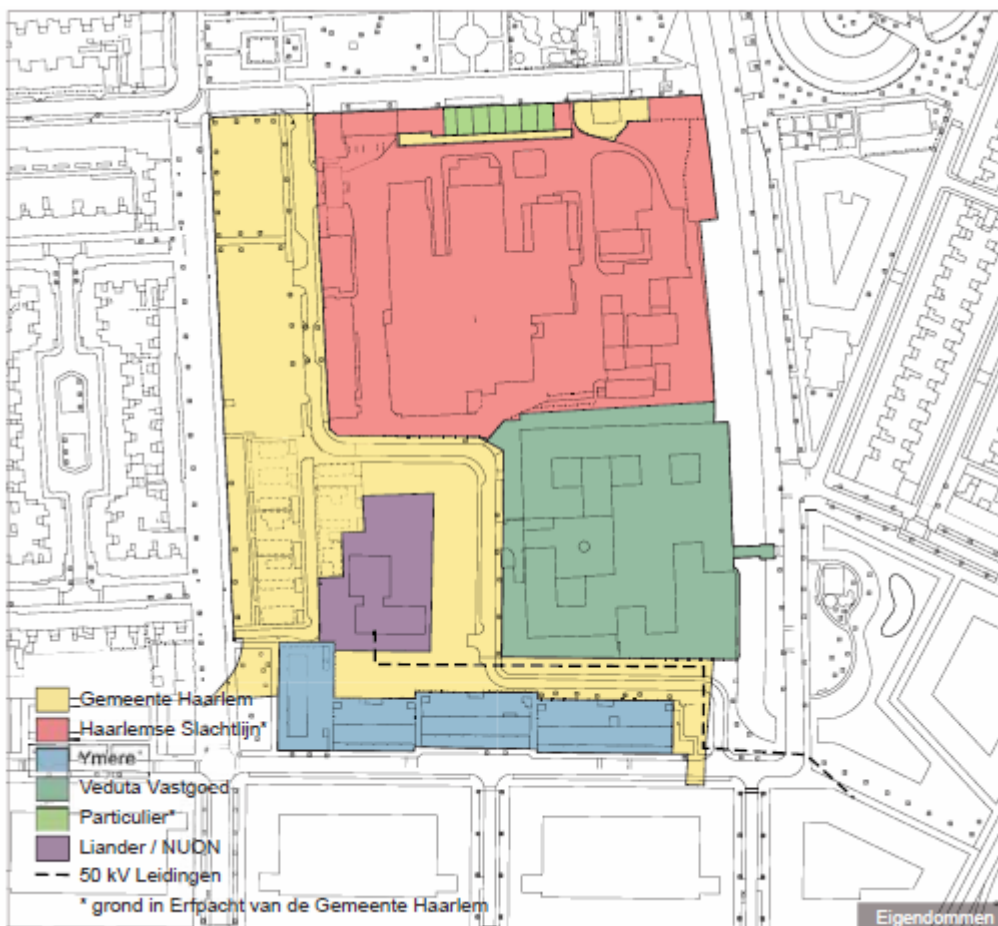 Gemeente Haarlem
Haarlemse Slachtlijn*
Ymere*
Veduta Vastgoed
Particulier*
Liander / NUON
50 kV Leidingen
* grond in Erfpacht van de Gemeente Haarlem
Eigendommen